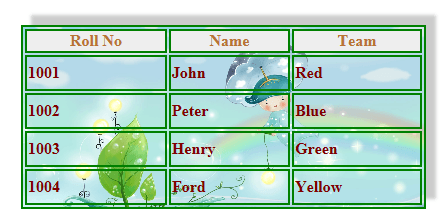 Roll No Name Team
1001 John Red
1002 Peter Blue
1003 Henry Green
1004 Ford Yellow